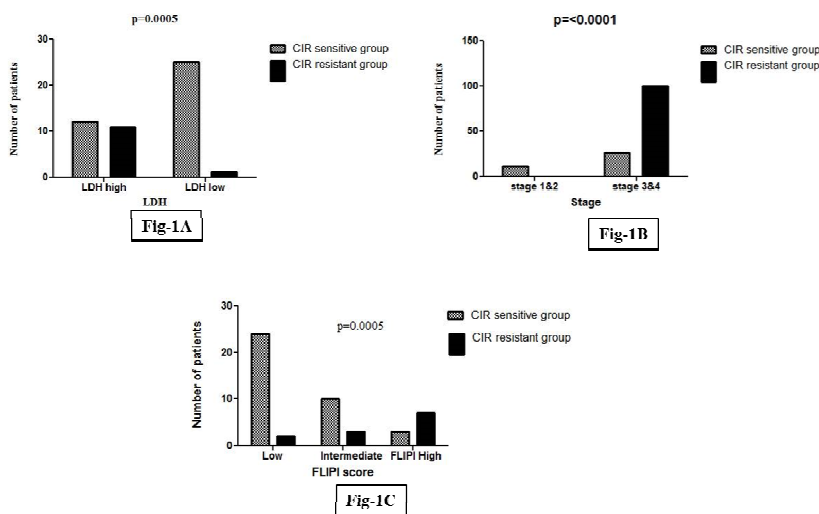 p=0.0005
30
20
10
0
Number of patients
LDH high
LDH low
LDH
CIR sensitive group
CIR resistant group
Fig-1A
p=<0.0001
150
100
50
0
Number of patients
stage 1&2
stage 3&4
Stage
CIR sensitive group
CIR resistant group
Fig-1B
p=0.0005
30
20
10
0
Number of patients
Low
Intermediate
FLIPI High
FLIPI score
CIR sensitive group
CIR resistant group
Fig-1C